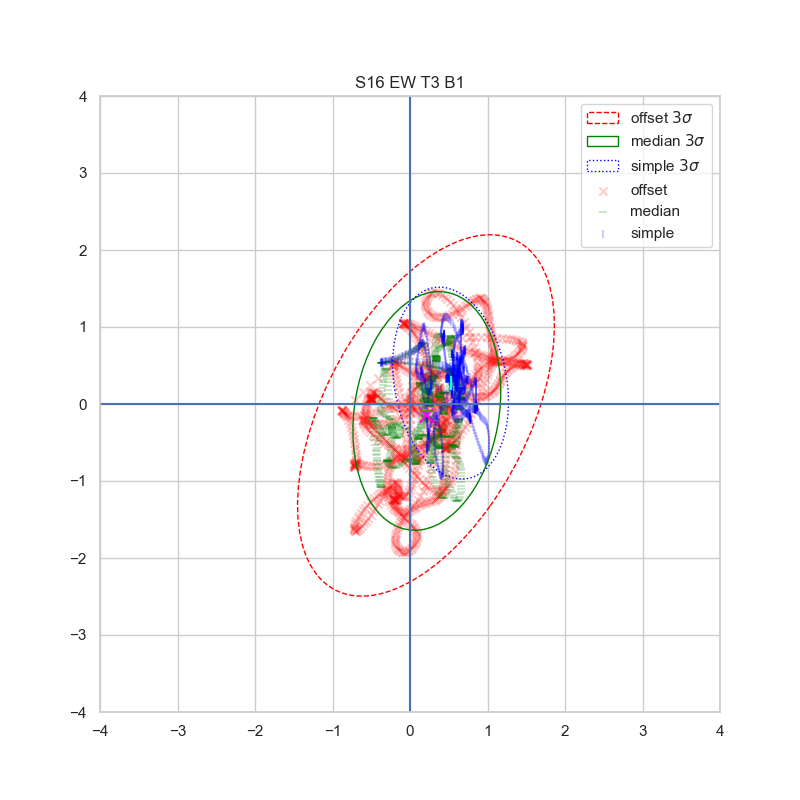 S16 EW T3 B1
offset 3σ
median 3σ
simple 3σ
offset
median
simple
4
3
2
1
0
−1
−2
−3
−4
−4 −3 −2 −1 0 1 2 3 4